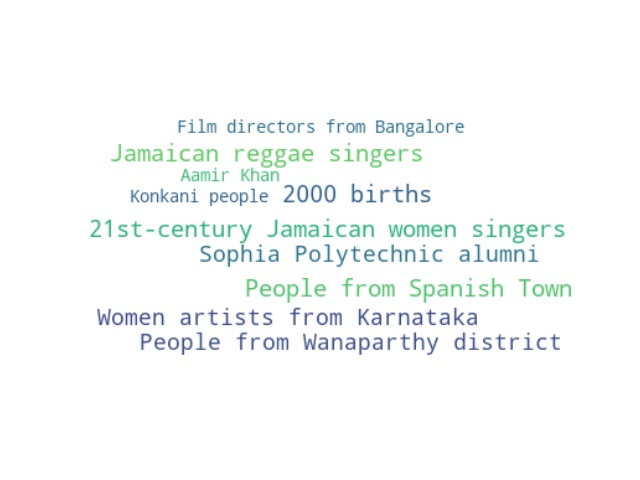 Film directors from Bangalore
Jamaican reggae singers
Aamir Khan
Konkani people 2000 births
21st-century Jamaican women singers
Sophia Polytechnic alumni
People from Spanish Town
Women artists from Karnataka
People from Wanaparthy district